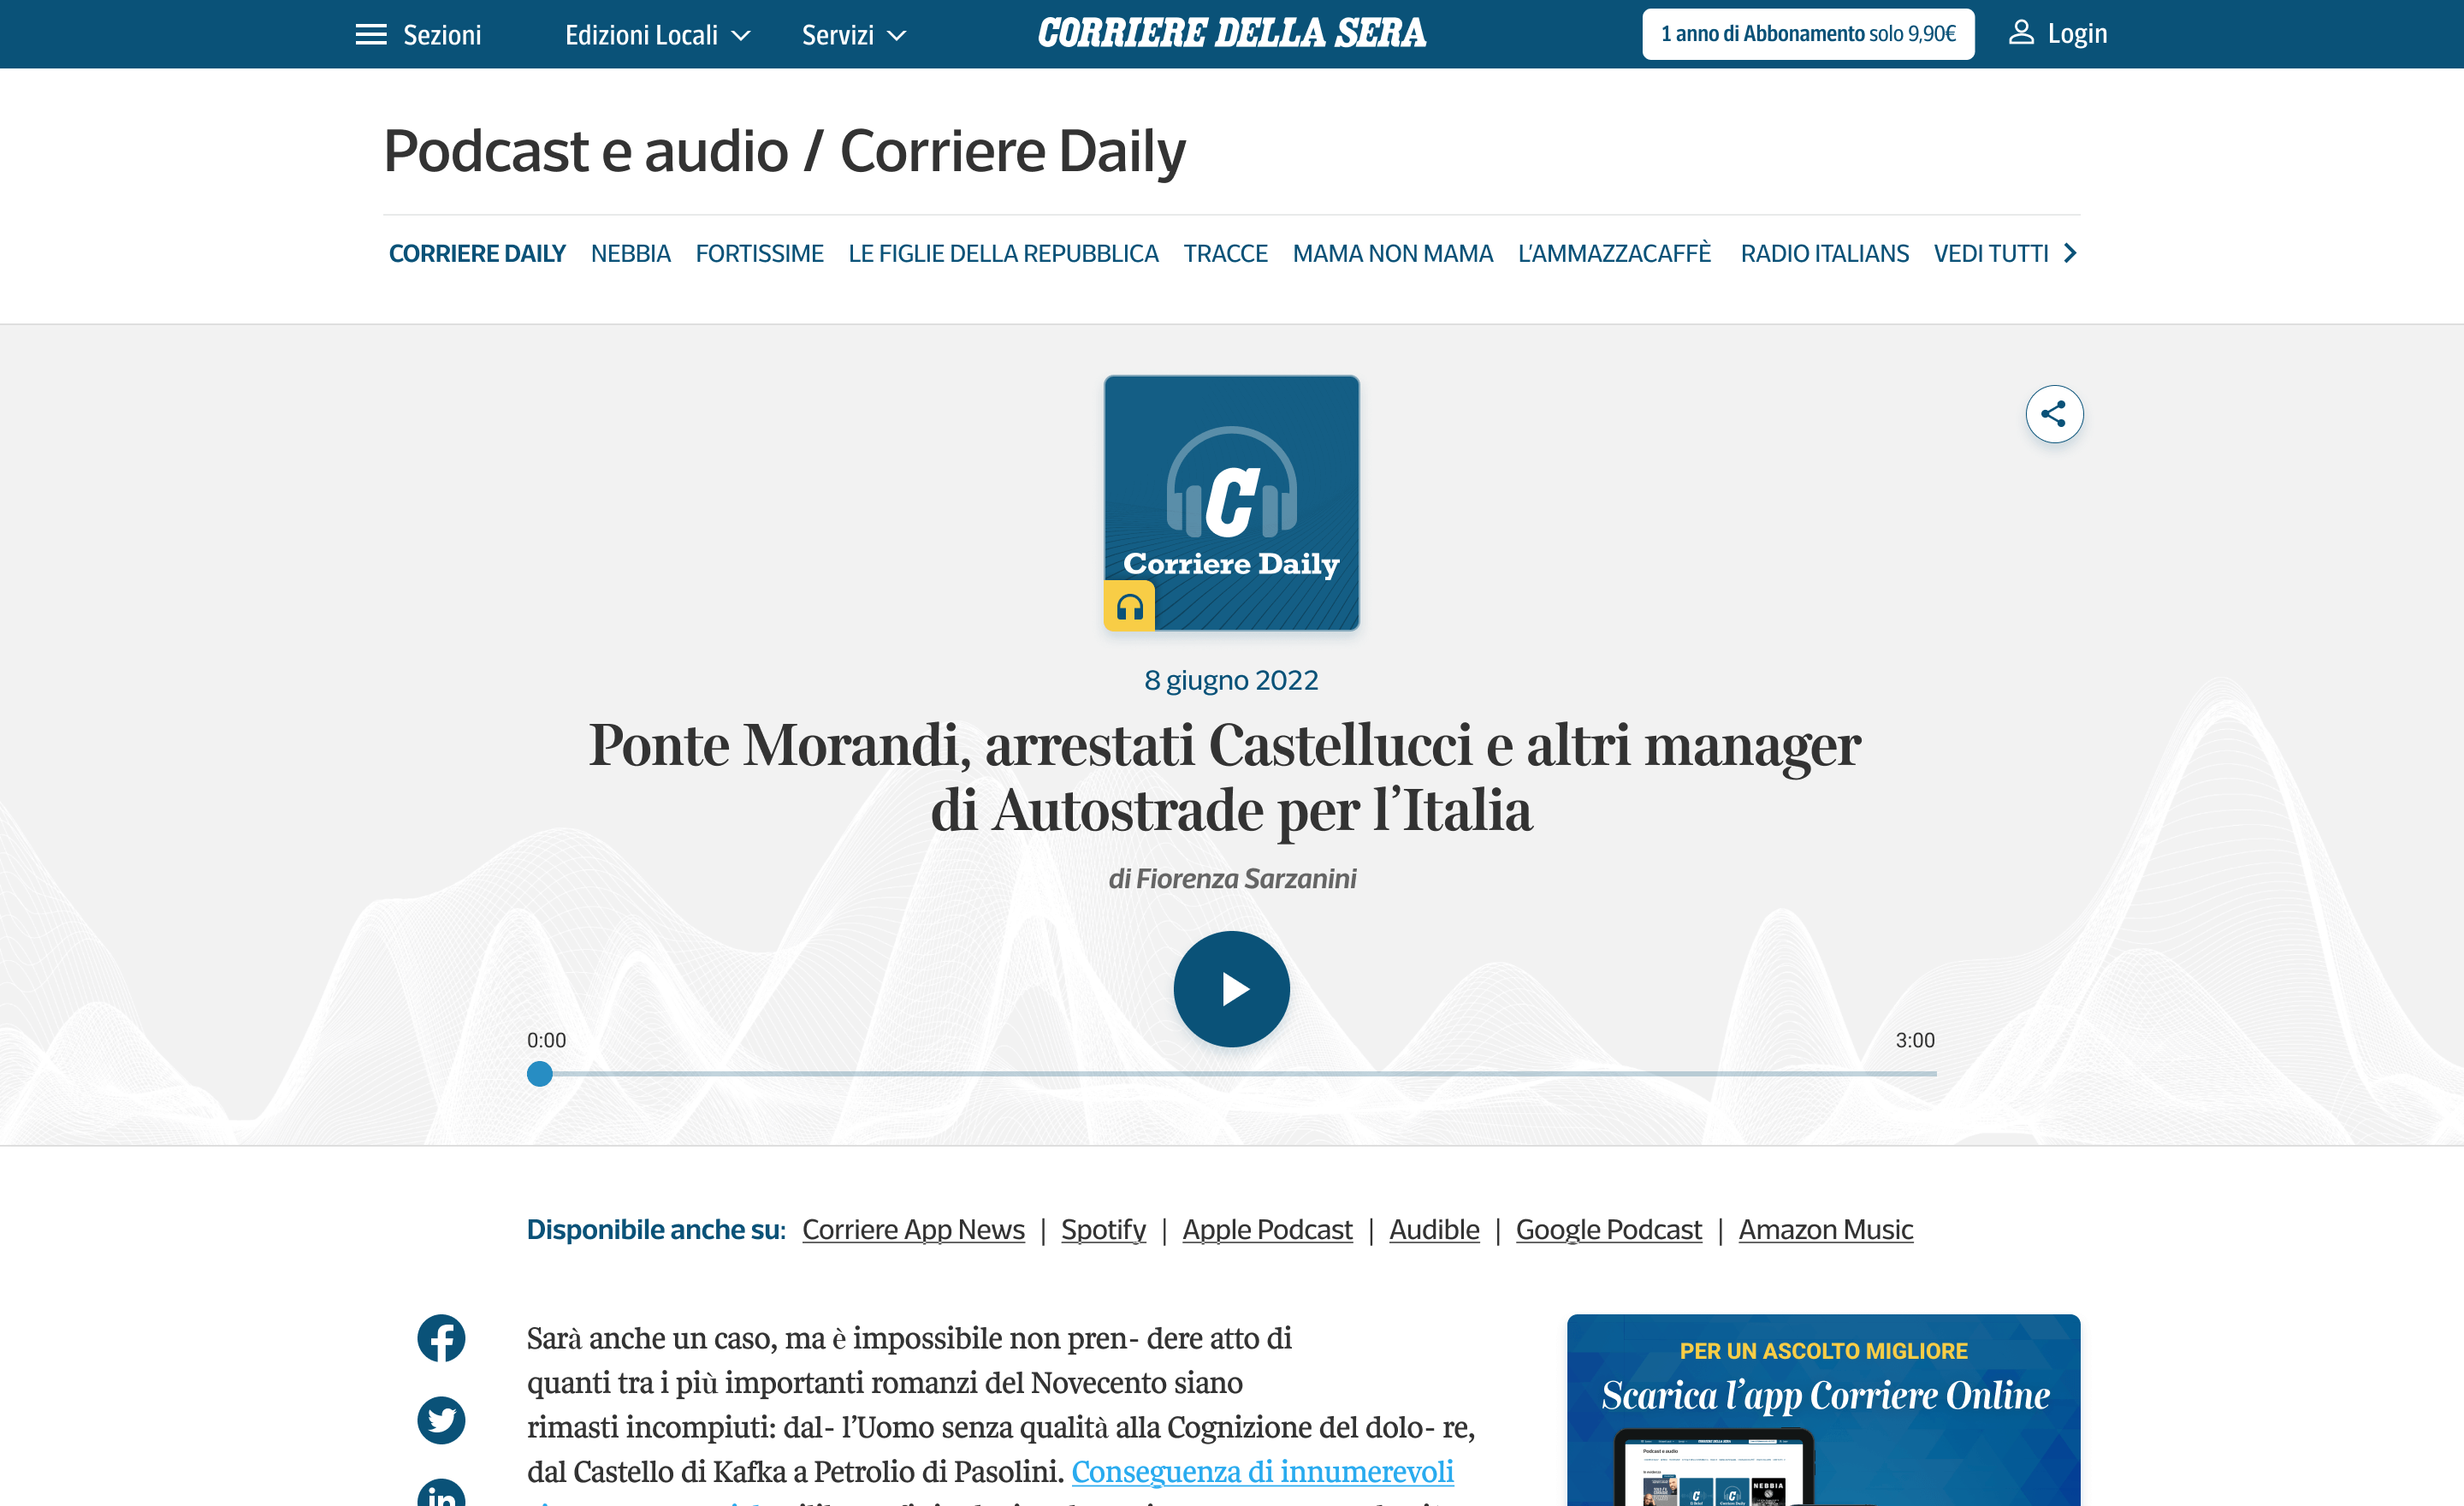 Sezioni
Edizioni Locali
Servizi
CORRIERE DELLA SERA
1 anno di Abbonamento solo 9,90€
Login
Podcast e audio / Corriere Daily
CORRIERE DAILY NEBBIA FORTISSIME LE FIGLIE DELLA REPUBBLICA TRACCE MAMA NON MAMA L'AMMAZZACAFFÈ RADIO ITALIANS VEDI TUTTI
C
Corriere Daily
8 giugno 2022
Ponte Morandi, arrestati Castellucci e altri manager
di Autostrade per l’Italia
di Fiorenza Sarzanini
0:00
3:00
Disponibile anche su: Corriere App News | Spotify | Apple Podcast | Audible | Google Podcast | Amazon Music
Sarà anche un caso, ma è impossibile non pren- dere atto di
quanti tra i più importanti romanzi del Novecento siano
rimasti incompiuti: dal- l’Uomo senza qualità alla Cognizione del dolo- re,
dal Castello di Kafka a Petrolio di Pasolini. Conseguenza di innumerevoli
PER UN ASCOLTO MIGLIORE
Scarica l’app Corriere Online
Podcast e audio
NEBBIA